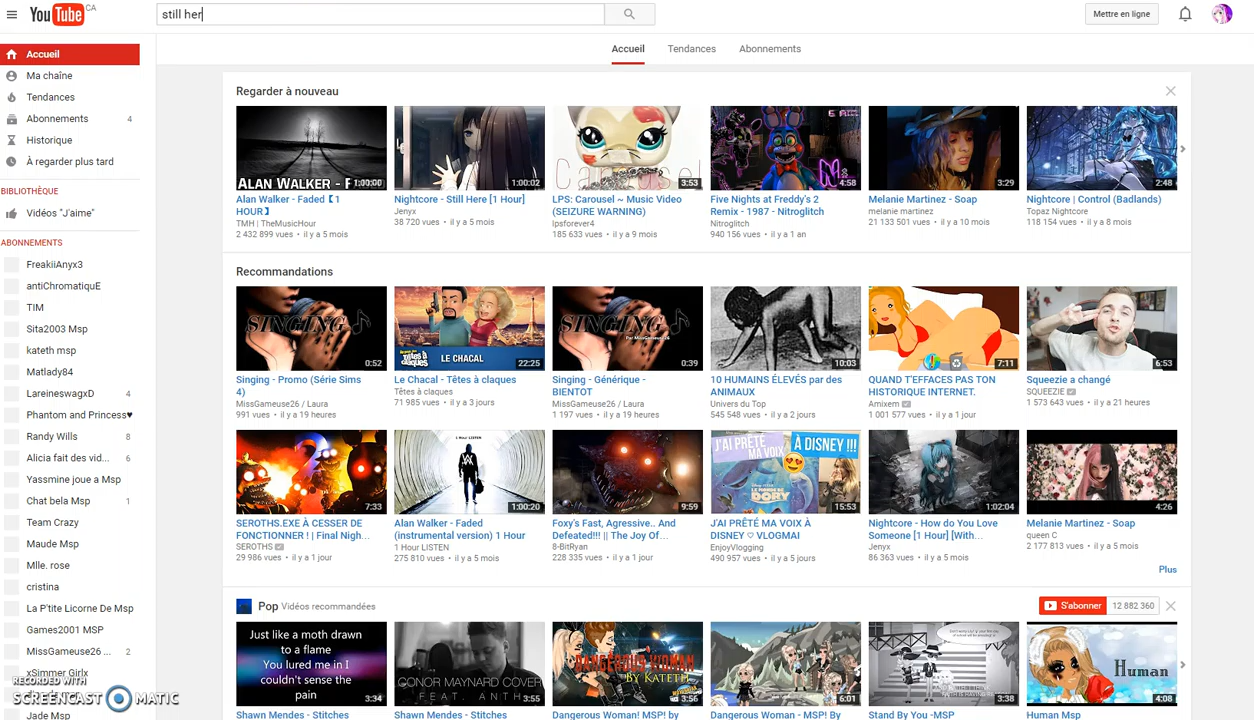 YouTube CA
still her
Mettre en ligne
Accueil
Tendances
Abonnements
Accueil
Ma chaîne
Tendances
Abonnements 4
Historique
À regarder plus tard
BIBLIOTHÈQUE
Vidéos "J'aime"
ABONNEMENTS
FreakiiAnyx3
antiChromatiquE
TIM
Sita2003 Msp
kateth msp
Matlady84
LareineswagxD 4
Phantom and Princess♥
Randy Wills 8
Alicia fait des vid... 6
Yassmine joue a Msp
Chat bela Msp 1
Team Crazy
Maude Msp
Mlle. rose
cristina
La P'tite Licorne De Msp
Games2001 MSP
MissGameuse26 ... 2
xSimmer Girlx
Jade Msp
RECORDED WITH
SCREENCAST MATIC
Regarder à nouveau
ALAN WALKER - F
1:00:00
Alan Walker - Faded【1
HOUR】
TMH | TheMusicHour
2 432 899 vues • il y a 5 mois
1:00:02
Nightcore - Still Here [1 Hour]
Jenyx
38 720 vues • il y a 5 mois
Carousel
3:53
LPS: Carousel ~ Music Video
(SEIZURE WARNING)
lpsforever4
185 633 vues • il y a 9 mois
4:58
Five Nights at Freddy's 2
Remix - 1987 - Nitroglitch
Nitroglitch
940 156 vues • il y a 1 an
3:29
Melanie Martinez - Soap
melanie martinez
21 133 501 vues • il y a 10 mois
2:48
Nightcore | Control (Badlands)
Topaz Nightcore
118 154 vues • il y a 8 mois
Recommandations
SINGING
0:52
Singing - Promo (Série Sims
4)
MissGameuse26 / Laura
991 vues • il y a 19 heures
têtes à
claques
LE CHACAL
22:25
Le Chacal - Têtes à claques
Têtes à claques
71 985 vues • il y a 3 jours
SINGING
Par MissGameuse26
0:39
Singing - Générique -
BIENTOT
MissGameuse26 / Laura
1 197 vues • il y a 19 heures
10:03
10 HUMAINS ÉLEVÉS par des
ANIMAUX
Univers du Top
545 548 vues • il y a 2 jours
7:11
QUAND T'EFFACES PAS TON
HISTORIQUE INTERNET.
Amixem
1 001 577 vues • il y a 1 jour
6:53
Squeezie a changé
SQUEEZIE
1 573 643 vues • il y a 21 heures
7:33
SEROTHS.EXE À CESSER DE
FONCTIONNER ! | Final Nigh...
SEROTHS
29 986 vues • il y a 1 jour
1 HOUR LISTEN
1:00:20
Alan Walker - Faded
(instrumental version) 1 Hour
1 Hour LISTEN
275 810 vues • il y a 5 mois
9:59
Foxy's Fast, Agressive.. And
Defeated!!! || The Joy Of...
8-BitRyan
228 335 vues • il y a 1 jour
J'AI PRÊTÉ
MA VOIX
À
DISNEY !!!
LE MONDE DE
DORY
15:53
J'AI PRÊTÉ MA VOIX À
DISNEY ♡ VLOGMAI
EnjoyVlogging
490 957 vues • il y a 5 jours
1:02:04
Nightcore - How do You Love
Someone [1 Hour] [With...
Jenyx
86 363 vues • il y a 5 mois
4:26
Melanie Martinez - Soap
queen C
2 177 813 vues • il y a 5 mois
Plus
Pop Vidéos recommandées
S'abonner 12 882 360
Just like a moth drawn
to a flame
You lured me in I
couldn't sense the
pain
3:34
Shawn Mendes - Stitches
CONOR MAYNARD COVER
FEAT. ANTH
3:55
Shawn Mendes - Stitches
DANGEROUS WOMAN
BY KATETH
3:56
Dangerous Woman! MSP! by
6:01
Dangerous Woman - MSP! By
3:38
Stand By You -MSP
Human
4:08
Human Msp